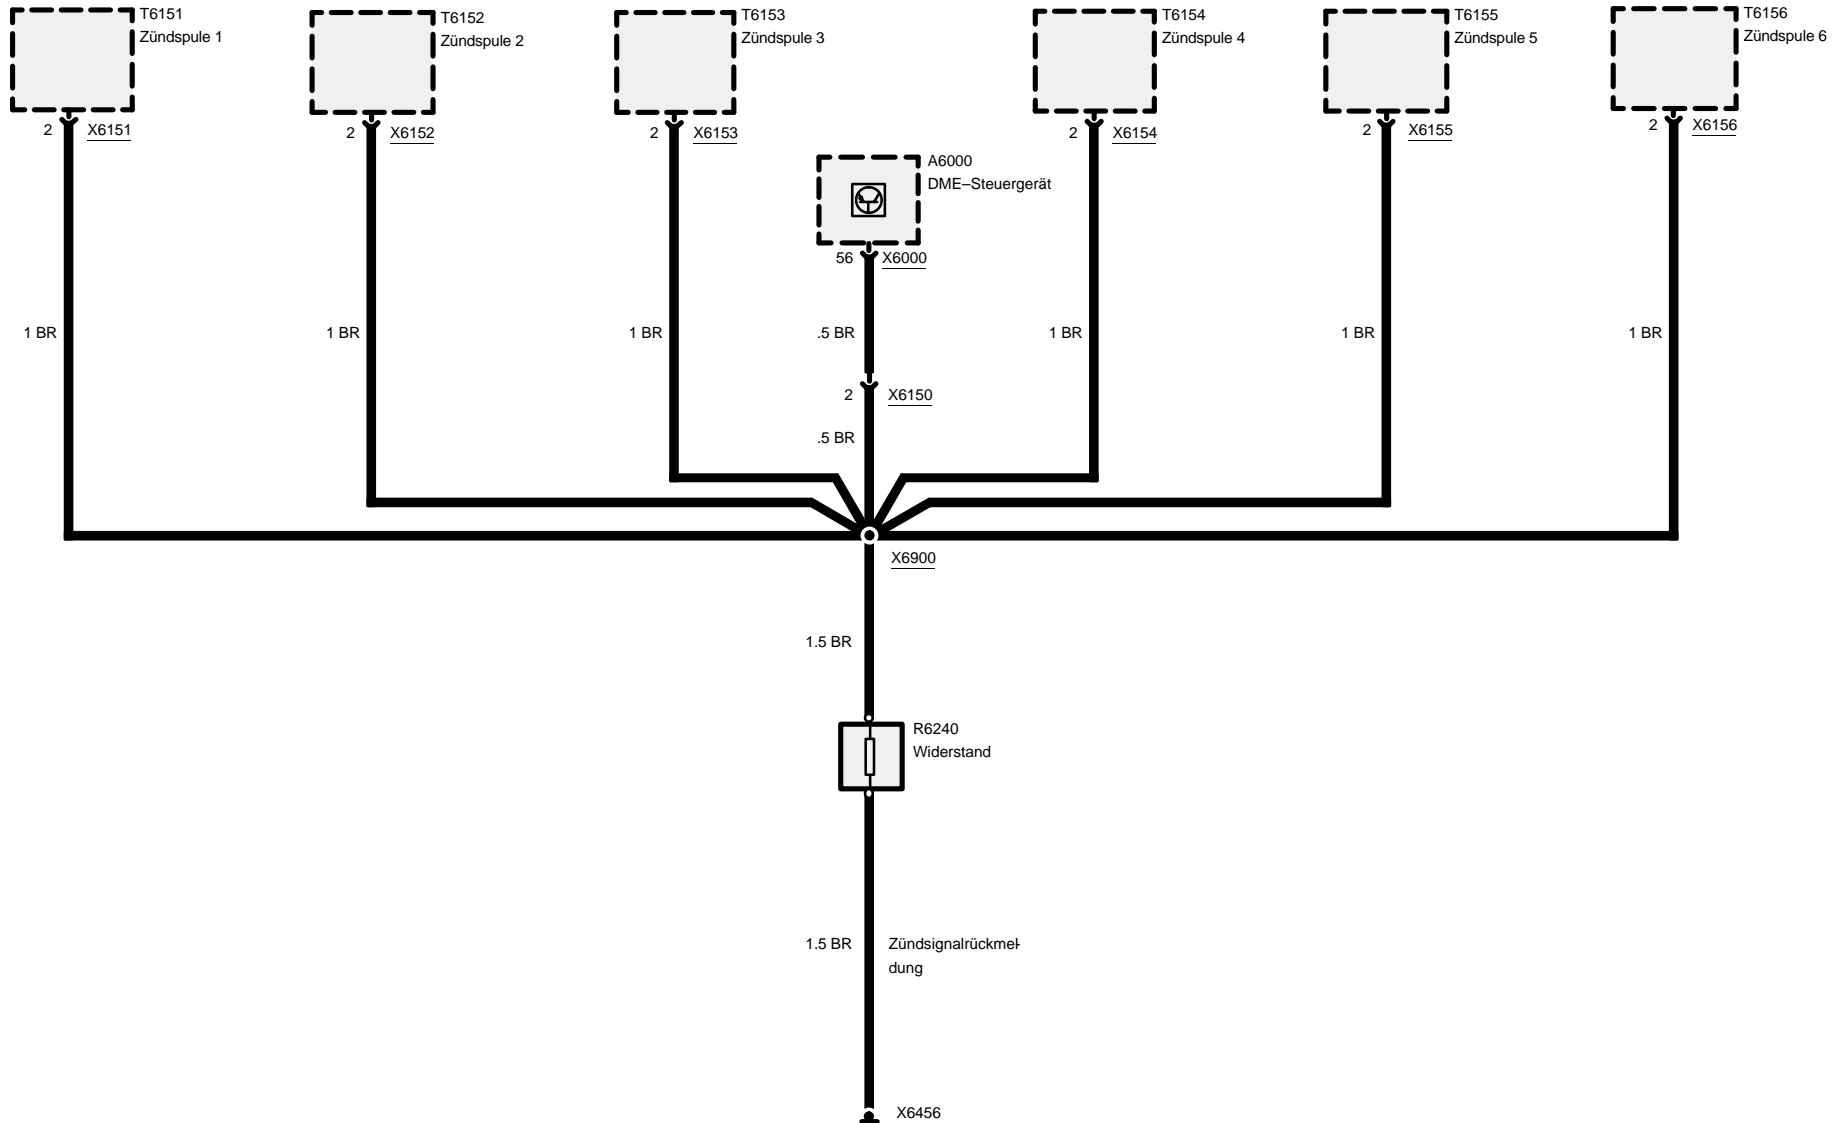 T6151
Zündspule 1
T6152
Zündspule 2
T6153
Zündspule 3
T6154
Zündspule 4
T6155
Zündspule 5
T6156
Zündspule 6
2 X6151
2 X6152
2 X6153
2 X6154
2 X6155
2 X6156
A6000
DME–Steuergerät
56 X6000
1 BR
1 BR
1 BR
.5 BR
1 BR
1 BR
1 BR
2 X6150
.5 BR
X6900
1.5 BR
R6240
Widerstand
1.5 BR
Zündsignalrückmel-
dung
X6456